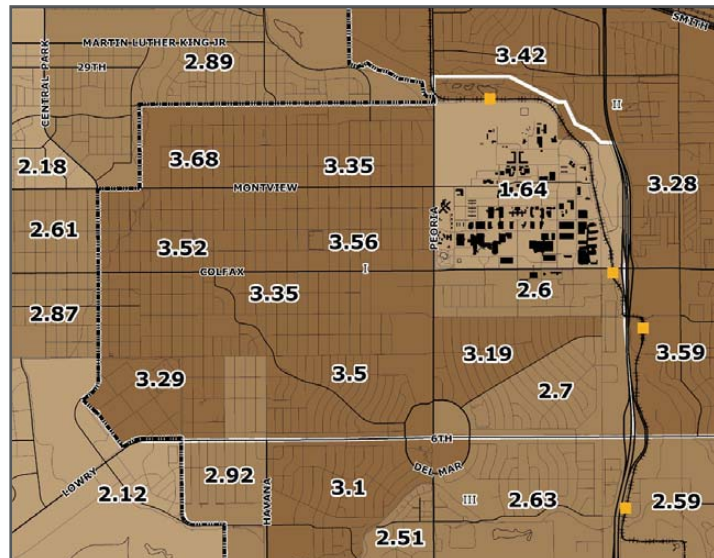 SMITH
MARTIN LUTHER KING JR
3.42
2.89
29TH
CENTRAL PARK
II
3.68
3.35
2.18
1.64
3.28
MONTVIEW
2.61
PEORIA
3.52
3.56
COLFAX
I
2.87
3.35
2.6
3.19
3.59
3.29
3.5
2.7
6TH
LOWRY
2.92
DEL MAR
2.12
HAVANA
3.1
III
2.63
2.59
2.51